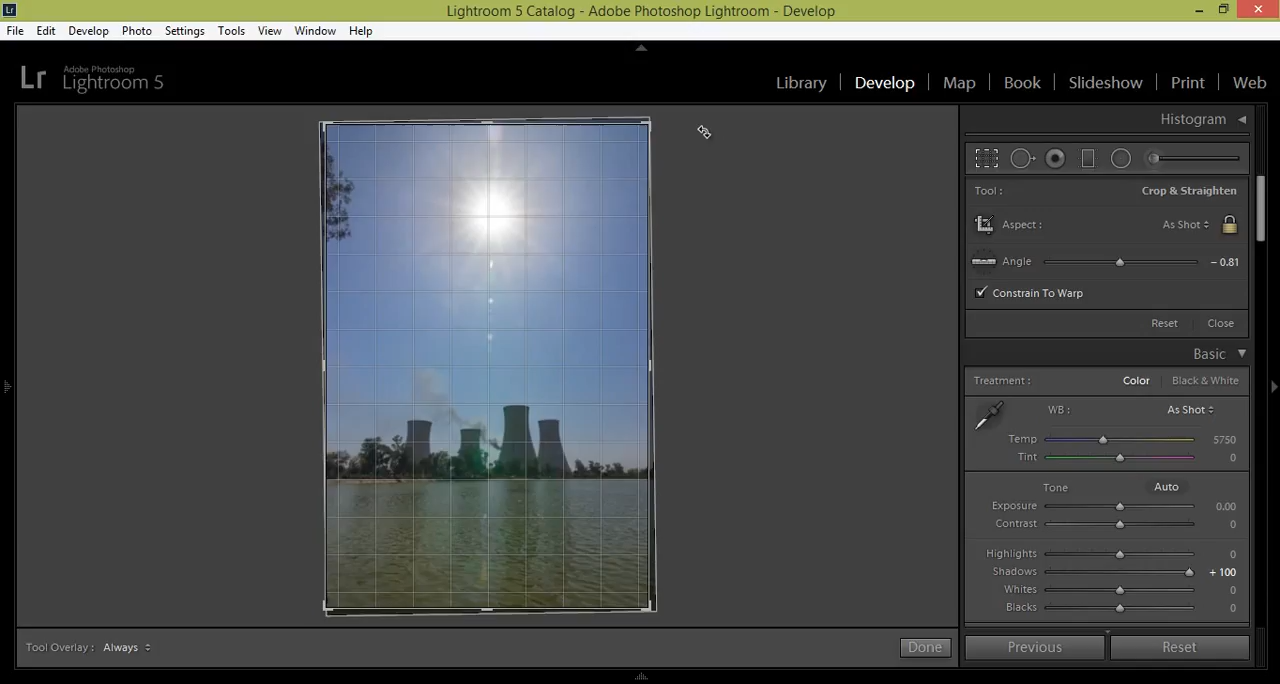 Lr
Lightroom 5 Catalog - Adobe Photoshop Lightroom - Develop
File Edit Develop Photo Settings Tools View Window Help
Lr
Adobe Photoshop
Lightroom 5
Library | Develop | Map | Book | Slideshow | Print | Web
Histogram
Tool : Crop & Straighten
Aspect : As Shot
Angle - 0.81
Constrain To Warp
Reset Close
Basic
Treatment : Color Black & White
WB : As Shot
Temp 5750
Tint 0
Tone Auto
Exposure 0.00
Contrast 0
Highlights 0
Shadows + 100
Whites 0
Blacks 0
Tool Overlay : Always Done
Previous Reset